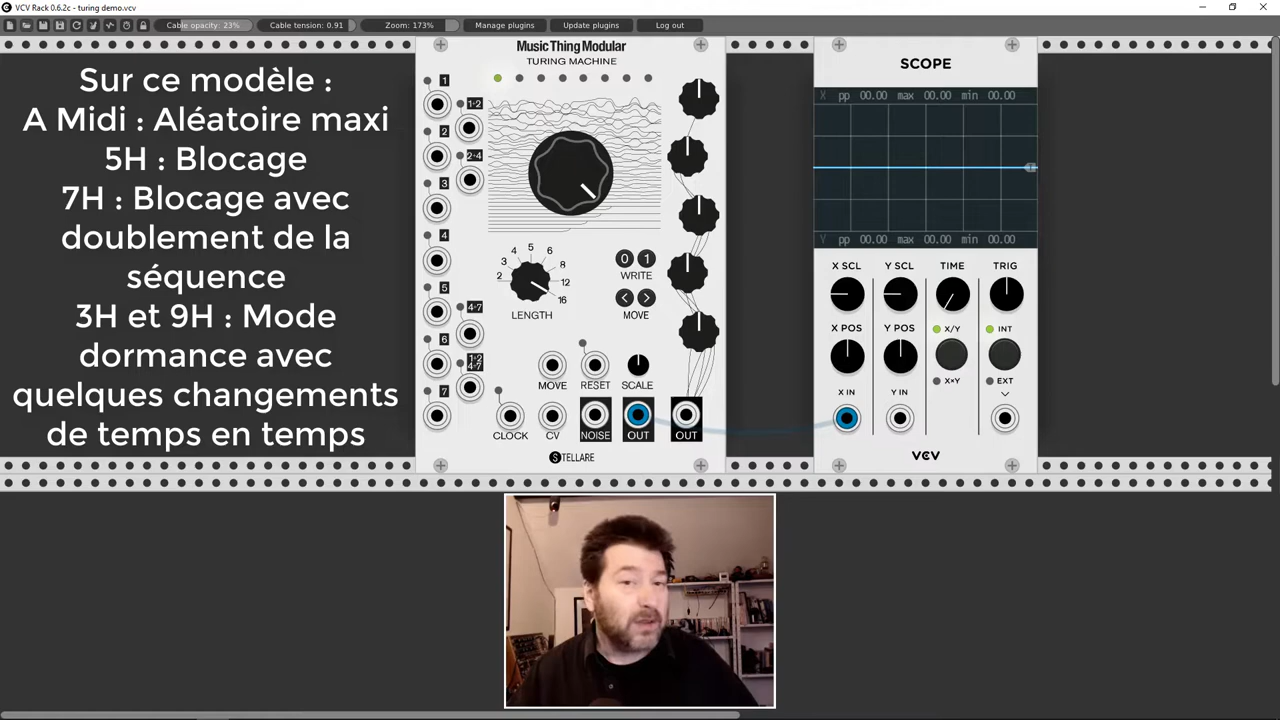 VCV Rack 0.6.2c - turing demo.vcv
Cable opacity: 23%
Cable tension: 0.91
Zoom: 173%
Manage plugins
Update plugins
Log out
Sur ce modèle :
A Midi : Aléatoire maxi
5H : Blocage
7H : Blocage avec
doublement de la
séquence
3H et 9H : Mode
dormance avec
quelques changements
de temps en temps
Music Thing Modular
TURING MACHINE
1
1+2
2
2+4
3
4
5
4+7
6
1+2
4+7
7
2 3 4 5 6 8 12 16
LENGTH
0 1
WRITE
< >
MOVE
MOVE
RESET
SCALE
CLOCK
CV
NOISE
OUT
OUT
STELLARE
SCOPE
X pp 00.00 max 00.00 min 00.00
Y pp 00.00 max 00.00 min 00.00
X SCL
Y SCL
TIME
TRIG
X POS
Y POS
X/Y
INT
X×Y
EXT
X IN
Y IN
VCV